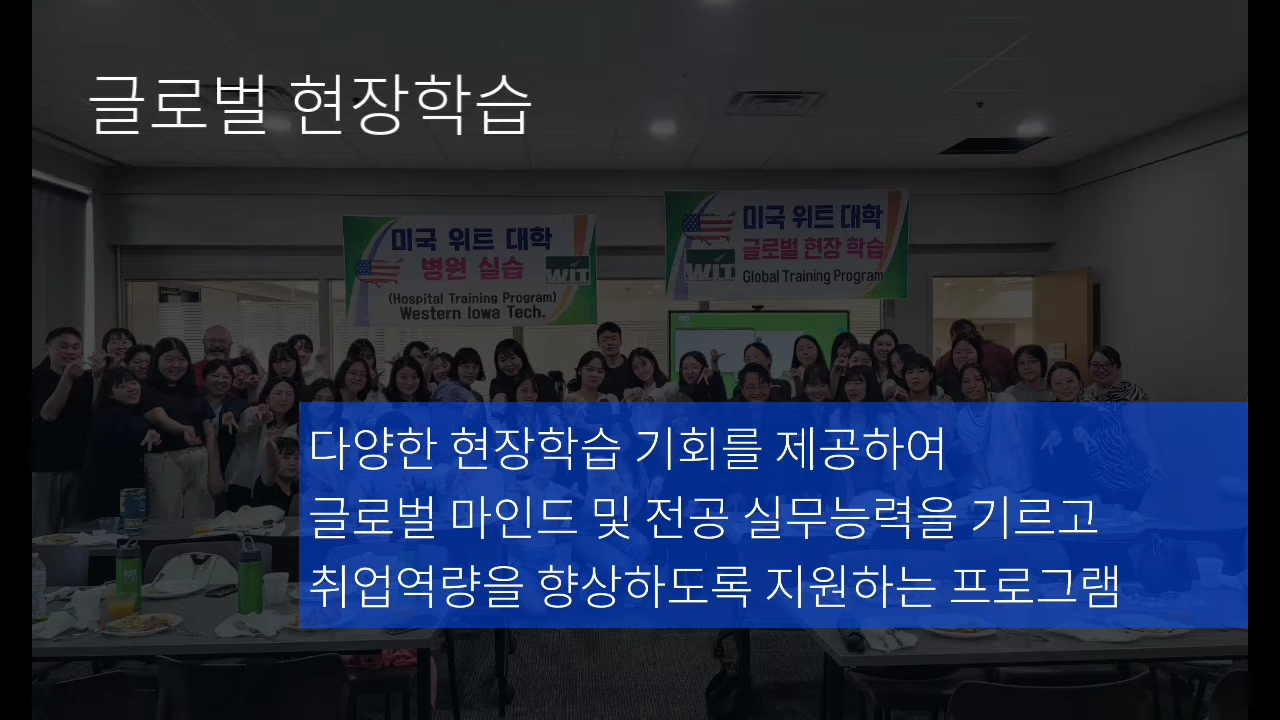 글로벌 현장학습
미국 위트 대학
병원 실습
WIT
(Hospital Training Program)
Western Iowa Tech.
미국 위트 대학
글로벌 현장 학습
WIT
Global Training Program
다양한 현장학습 기회를 제공하여
글로벌 마인드 및 전공 실무능력을 기르고
취업역량을 향상하도록 지원하는 프로그램